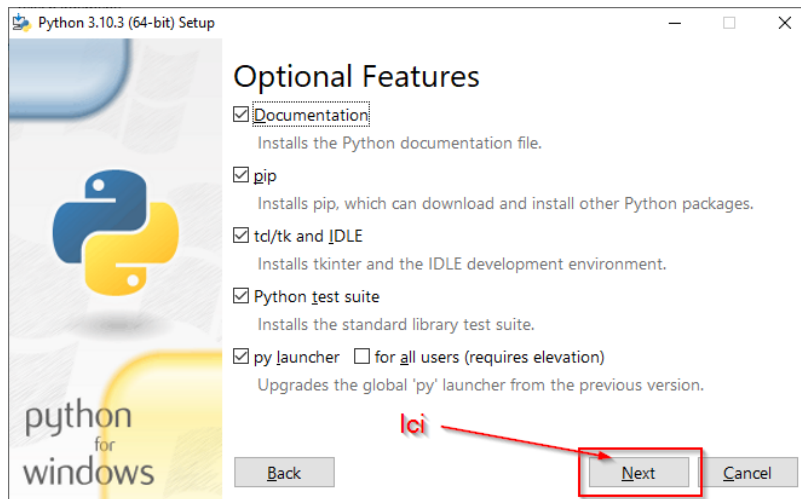 Python 3.10.3 (64-bit) Setup
Optional Features
Documentation
Installs the Python documentation file.
pip
Installs pip, which can download and install other Python packages.
tcl/tk and IDLE
Installs tkinter and the IDLE development environment.
Python test suite
Installs the standard library test suite.
py launcher for all users (requires elevation)
Upgrades the global 'py' launcher from the previous version.
Ici
python
for
windows
Back Next Cancel